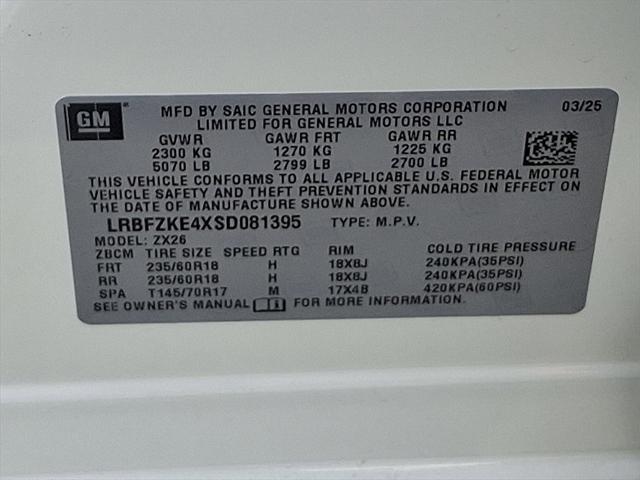 GM
MFD BY SAIC GENERAL MOTORS CORPORATION 03/25
LIMITED FOR GENERAL MOTORS LLC
GVWR GAWR FRT GAWR RR
2300 KG 1270 KG 1225 KG
5070 LB 2799 LB 2700 LB
THIS VEHICLE CONFORMS TO ALL APPLICABLE U.S. FEDERAL MOTOR
VEHICLE SAFETY AND THEFT PREVENTION STANDARDS IN EFFECT ON
THE DATE OF MANUFACTURE SHOWN ABOVE.
LRBFZKE4XSD081395 TYPE: M.P.V.
MODEL: ZX26
ZBCM TIRE SIZE SPEED RTG RIM COLD TIRE PRESSURE
FRT 235/60R18 H 18X8J 240KPA(35PSI)
RR 235/60R18 H 18X8J 240KPA(35PSI)
SPA T145/70R17 M 17X4B 420KPA(60PSI)
SEE OWNER'S MANUAL FOR MORE INFORMATION.